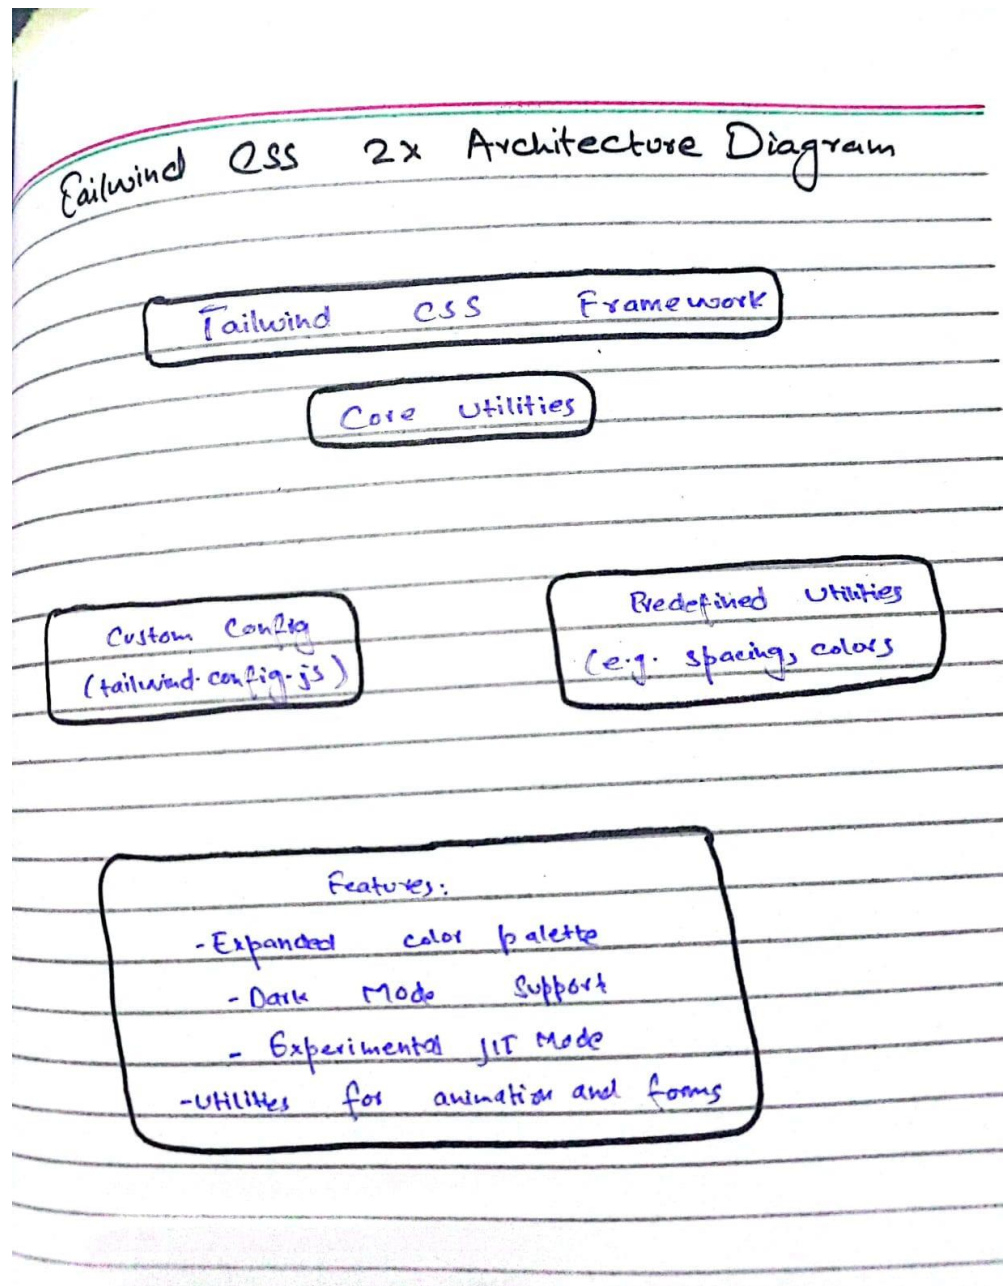 Tailwind CSS 2x Architecture Diagram
Tailwind CSS Framework
Core Utilities
Custom Config
(tailwind.config.js)
Predefined Utilities
(e.g. spacing, colors
Features:
- Expanded color palette
- Dark Mode Support
- Experimental JIT Mode
- Utilities for animation and forms